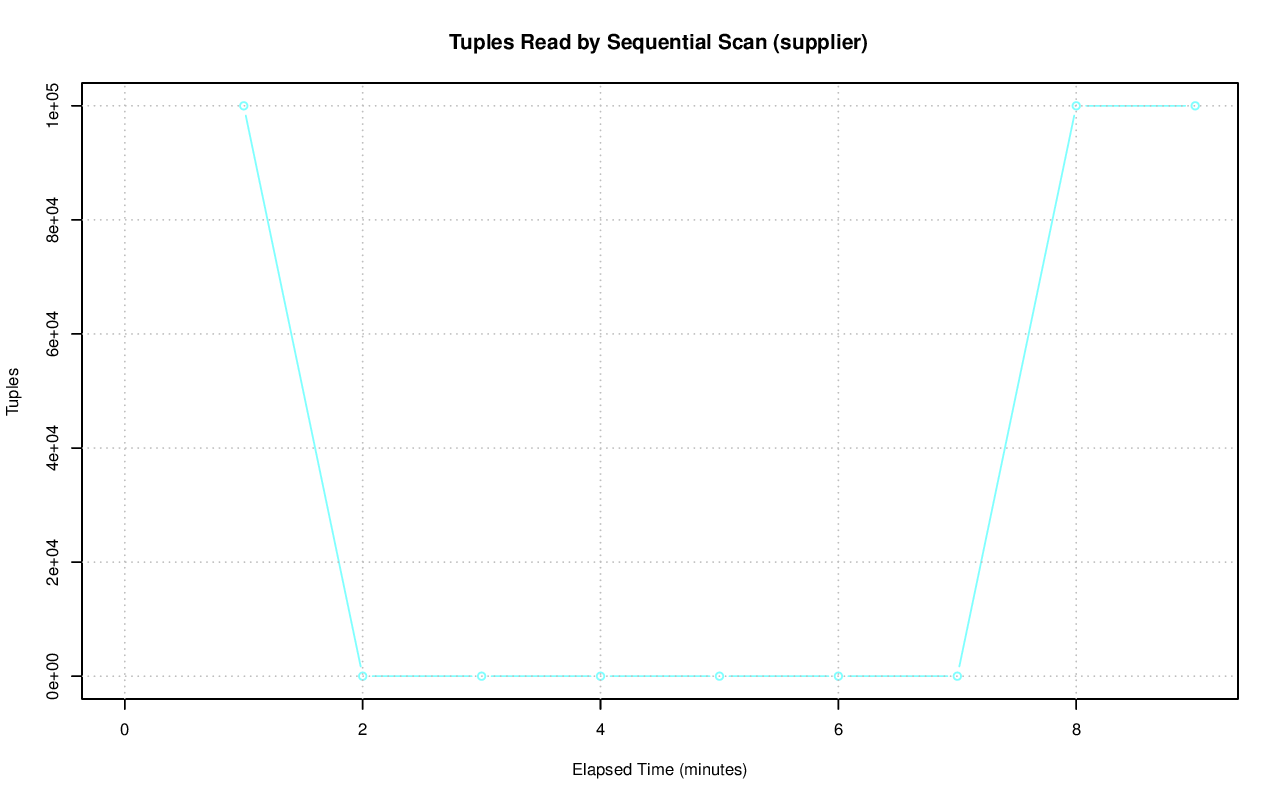 Tuples Read by Sequential Scan (supplier)
Tuples
1e+05
8e+04
6e+04
4e+04
2e+04
0e+00
0 2 4 6 8
Elapsed Time (minutes)